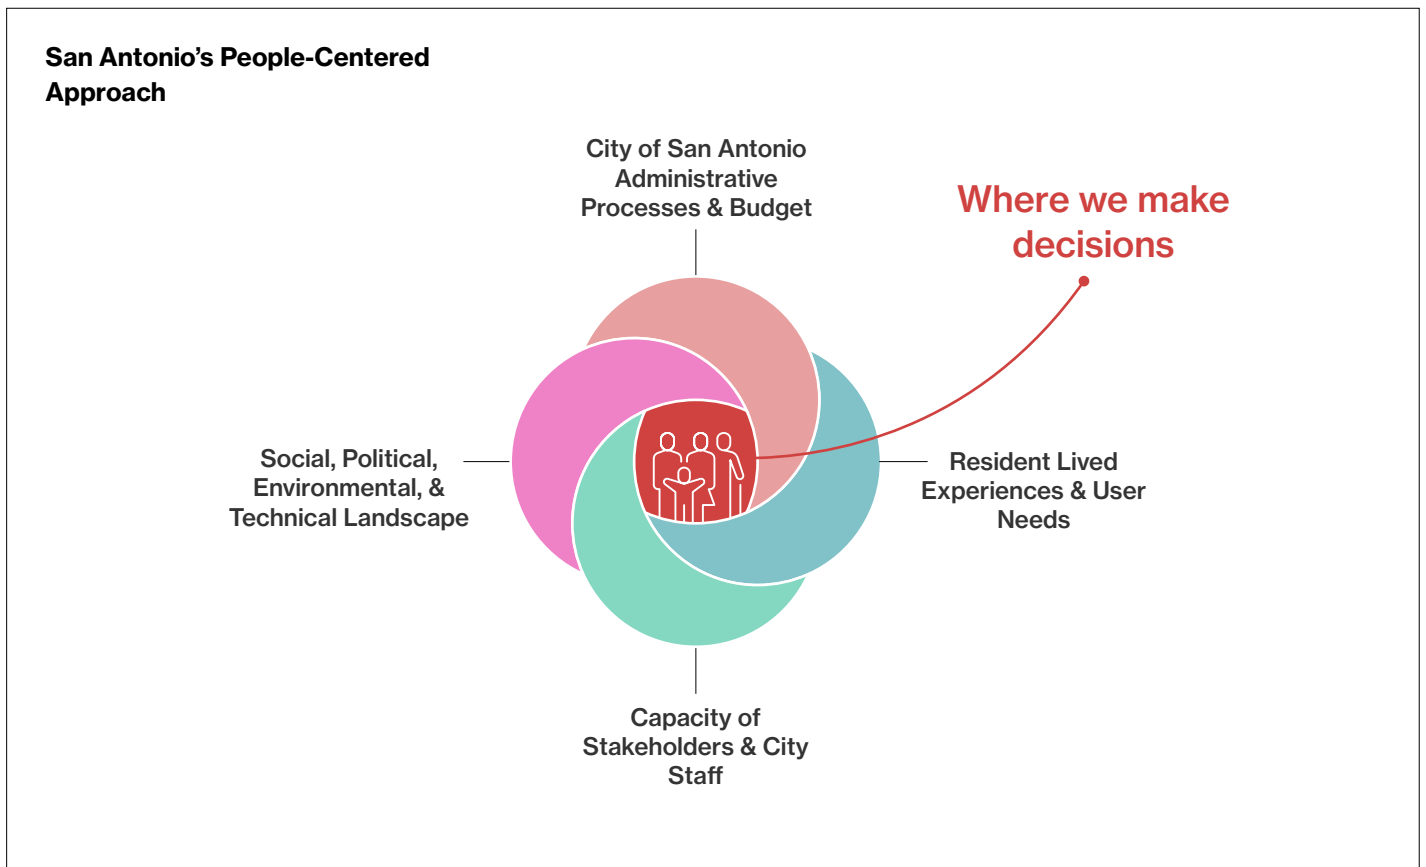 San Antonio’s People-Centered
Approach
City of San Antonio
Administrative
Processes & Budget
Where we make
decisions
Social, Political,
Environmental, &
Technical Landscape
Resident Lived
Experiences & User
Needs
Capacity of
Stakeholders & City
Staff